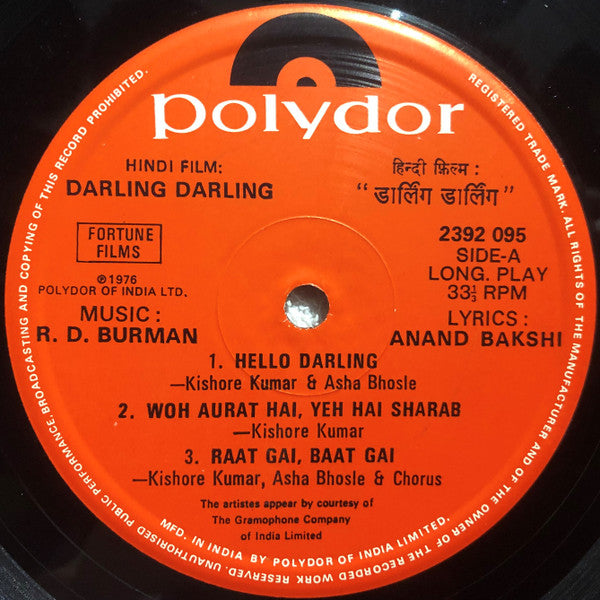 polydor
HINDI FILM:
DARLING DARLING
हिन्दी फ़िल्म :
“डार्लिंग डार्लिंग”
FORTUNE
FILMS
℗1976
POLYDOR OF INDIA LTD.
2392 095
SIDE-A
LONG. PLAY
33⅓ RPM
MUSIC :
R. D. BURMAN
LYRICS :
ANAND BAKSHI
1. HELLO DARLING
—Kishore Kumar & Asha Bhosle
2. WOH AURAT HAI, YEH HAI SHARAB
—Kishore Kumar
3. RAAT GAI, BAAT GAI
—Kishore Kumar, Asha Bhosle & Chorus
The artistes appear by courtesy of
The Gramophone Company
of India Limited
MFD. IN INDIA BY POLYDOR OF INDIA LIMITED.
REGISTERED TRADE MARK. ALL RIGHTS OF THE MANUFACTURER AND OF THE OWNER OF THE RECORDED WORK RESERVED. UNAUTHORISED PUBLIC PERFORMANCE, BROADCASTING AND COPYING OF THIS RECORD PROHIBITED.